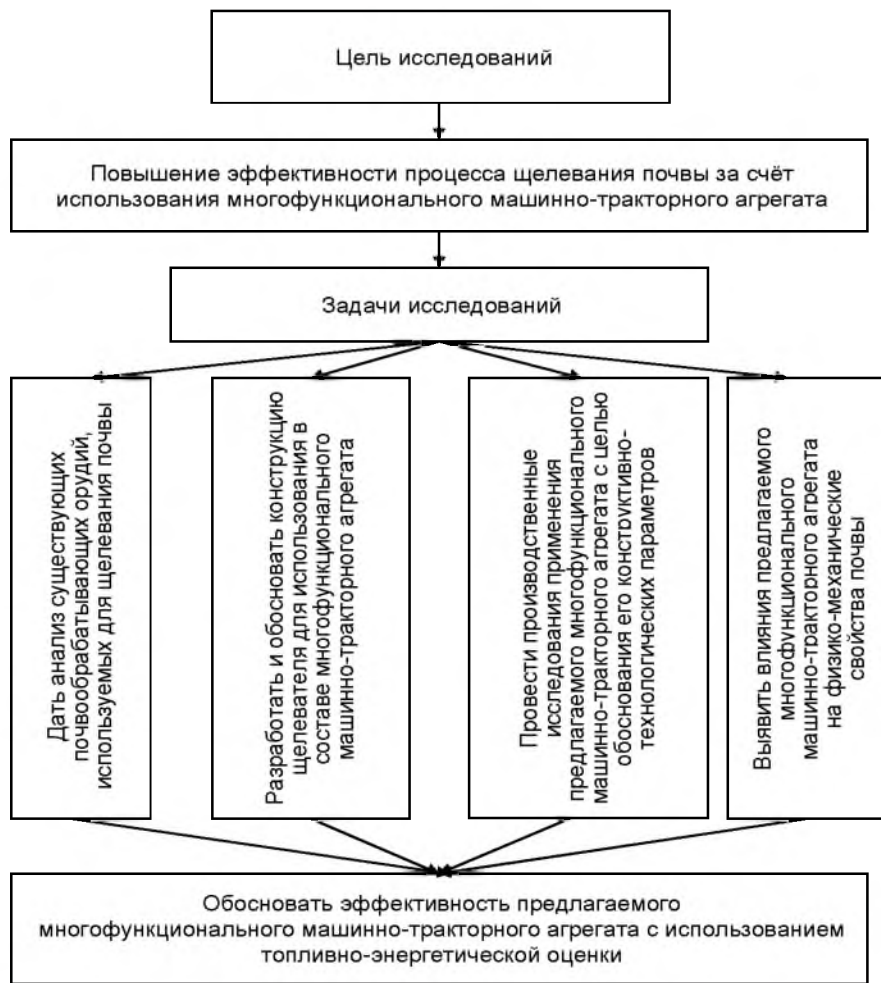 Цель исследований
Повышение эффективности процесса щелевания почвы за счёт
использования многофункционального машинно-тракторного агрегата
Задачи исследований
Дать анализ существующих
почвообрабатывающих орудий,
используемых для щелевания почвы
Разработать и обосновать конструкцию
щелевателя для использования в
составе многофункционального
машинно-тракторного агрегата
Провести производственные
исследования применения
предлагаемого многофункционального
машинно-тракторного агрегата с целью
обоснования его конструктивно-
технологических параметров
Выявить влияния предлагаемого
многофункционального
машинно-тракторного агрегата
на физико-механические
свойства почвы
Обосновать эффективность предлагаемого
многофункционального машинно-тракторного агрегата с использованием
топливно-энергетической оценки